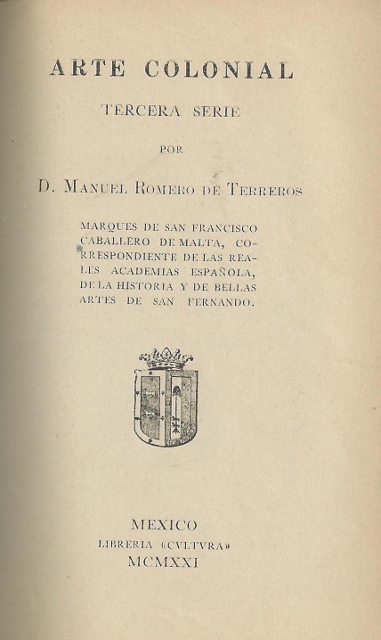 ARTE COLONIAL
TERCERA SERIE
POR
D. MANUEL ROMERO DE TERREROS
MARQUES DE SAN FRANCISCO
CABALLERO DE MALTA, CO-
RRESPONDIENTE DE LAS REA-
LES ACADEMIAS ESPAÑOLA,
DE LA HISTORIA Y DE BELLAS
ARTES DE SAN FERNANDO.
MEXICO
LIBRERIA «CVLTVRA»
MCMXXI